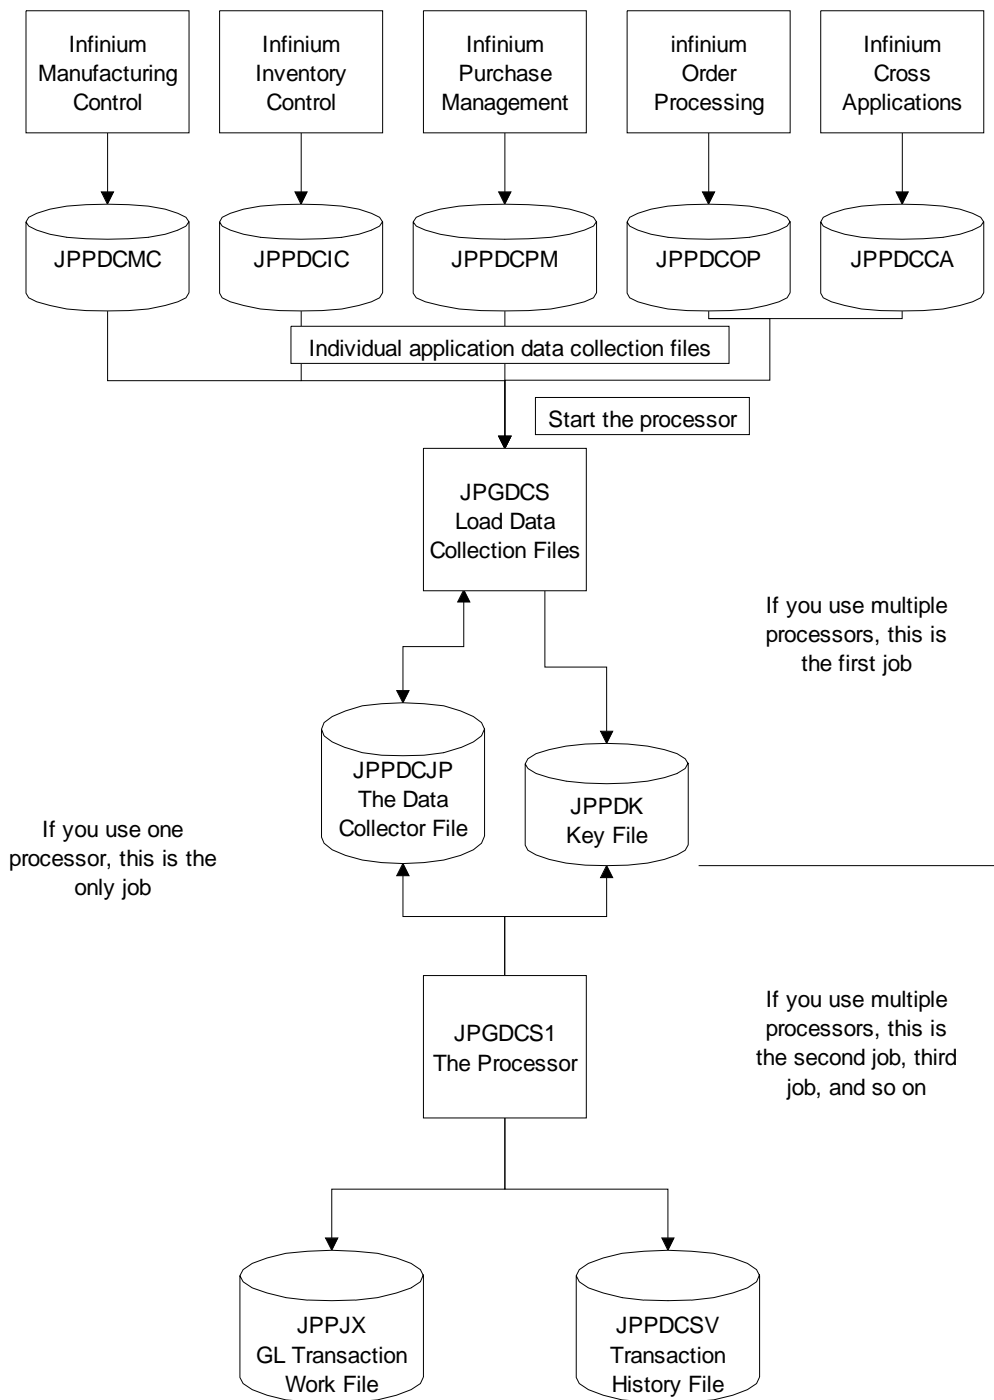 Infinium
Manufacturing
Control
Infinium
Inventory
Control
Infinium
Purchase
Management
infinium
Order
Processing
Infinium
Cross
Applications
JPPDCMC
JPPDCIC
JPPDCPM
JPPDCOP
JPPDCCA
Individual application data collection files
Start the processor
JPGDCS
Load Data
Collection Files
If you use multiple
processors, this is
the first job
JPPDCJP
The Data
Collector File
JPPDK
Key File
If you use one
processor, this is the
only job
JPGDCS1
The Processor
If you use multiple
processors, this is
the second job, third
job, and so on
JPPJX
GL Transaction
Work File
JPPDCSV
Transaction
History File